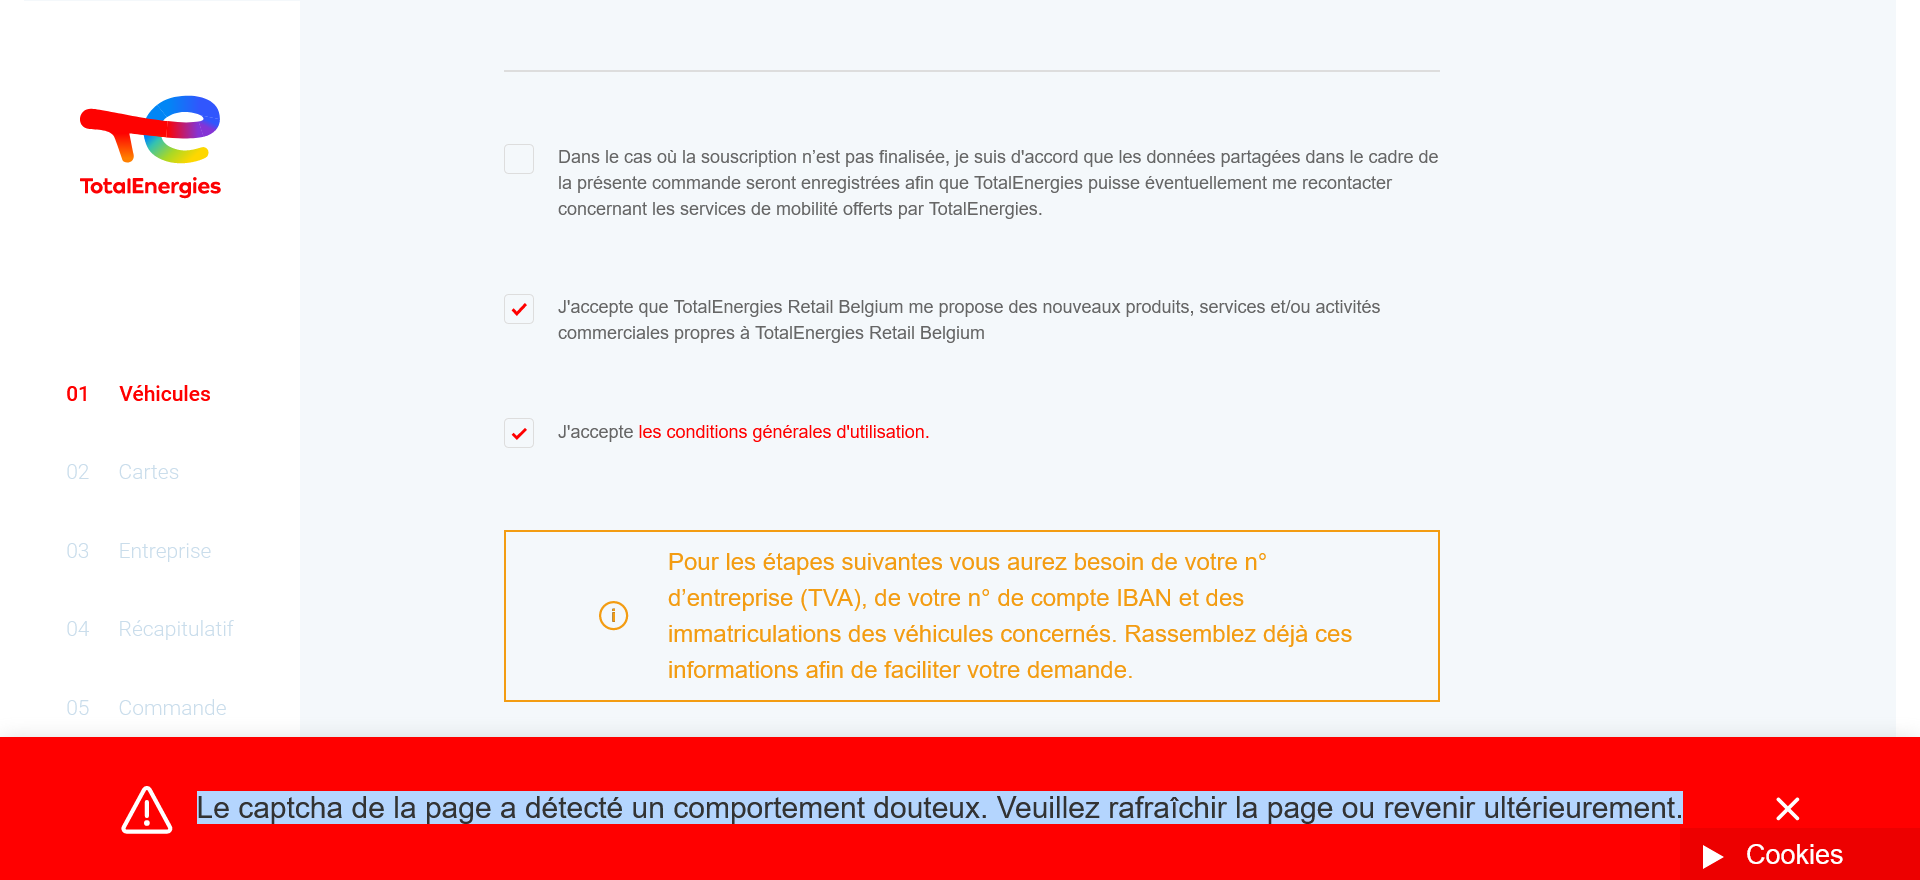 TotalEnergies
01 Véhicules
02 Cartes
03 Entreprise
04 Récapitulatif
05 Commande
Dans le cas où la souscription n’est pas finalisée, je suis d'accord que les données partagées dans le cadre de
la présente commande seront enregistrées afin que TotalEnergies puisse éventuellement me recontacter
concernant les services de mobilité offerts par TotalEnergies.
J'accepte que TotalEnergies Retail Belgium me propose des nouveaux produits, services et/ou activités
commerciales propres à TotalEnergies Retail Belgium
J'accepte les conditions générales d'utilisation.
Pour les étapes suivantes vous aurez besoin de votre n°
d’entreprise (TVA), de votre n° de compte IBAN et des
immatriculations des véhicules concernés. Rassemblez déjà ces
informations afin de faciliter votre demande.
Le captcha de la page a détecté un comportement douteux. Veuillez rafraîchir la page ou revenir ultérieurement.
Cookies